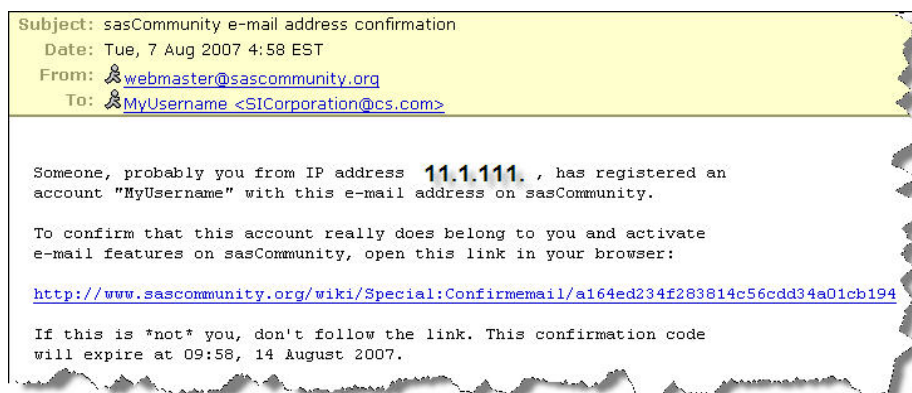 Subject: sasCommunity e-mail address confirmation
Date: Tue, 7 Aug 2007 4:58 EST
From: webmaster@sascommunity.org
To: MyUsername <SICorporation@cs.com>
Someone, probably you from IP address 11.1.111. , has registered an
account "MyUsername" with this e-mail address on sasCommunity.
To confirm that this account really does belong to you and activate
e-mail features on sasCommunity, open this link in your browser:
http://www.sascommunity.org/wiki/Special:Confirmemail/a164ed234f283814c56cdd34a01cb194
If this is *not* you, don't follow the link. This confirmation code
will expire at 09:58, 14 August 2007.